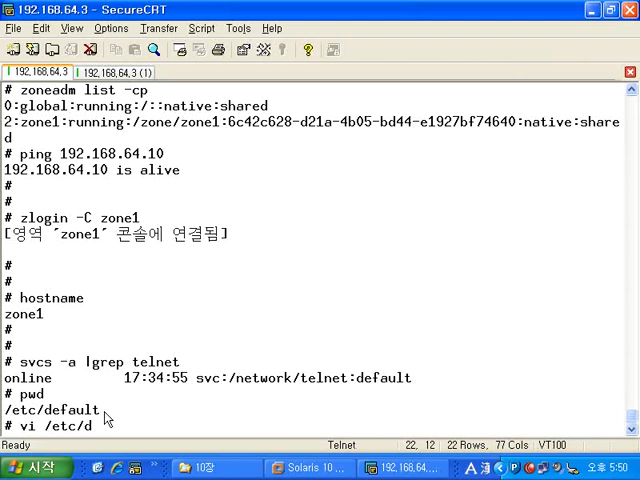 192.168.64.3 - SecureCRT
File Edit View Options Transfer Script Tools Help
192,168,64,3 192,168,64,3 (1)
# zoneadm list -cp
0:global:running:/::native:shared
2:zone1:running:/zone/zone1:6c42c628-d21a-4b05-bd44-e1927bf74640:native:share
d
# ping 192.168.64.10
192.168.64.10 is alive
#
#
# zlogin -C zone1
[영역 ´zone1´ 콘솔에 연결됨]
#
#
# hostname
zone1
#
#
# svcs -a |grep telnet
online 17:34:55 svc:/network/telnet:default
# pwd
/etc/default
# vi /etc/d
Ready Telnet 22, 12 22 Rows, 77 Cols VT100
시작 10장 Solaris 10 ... 192,168,64,... A 漢 오후 5:50